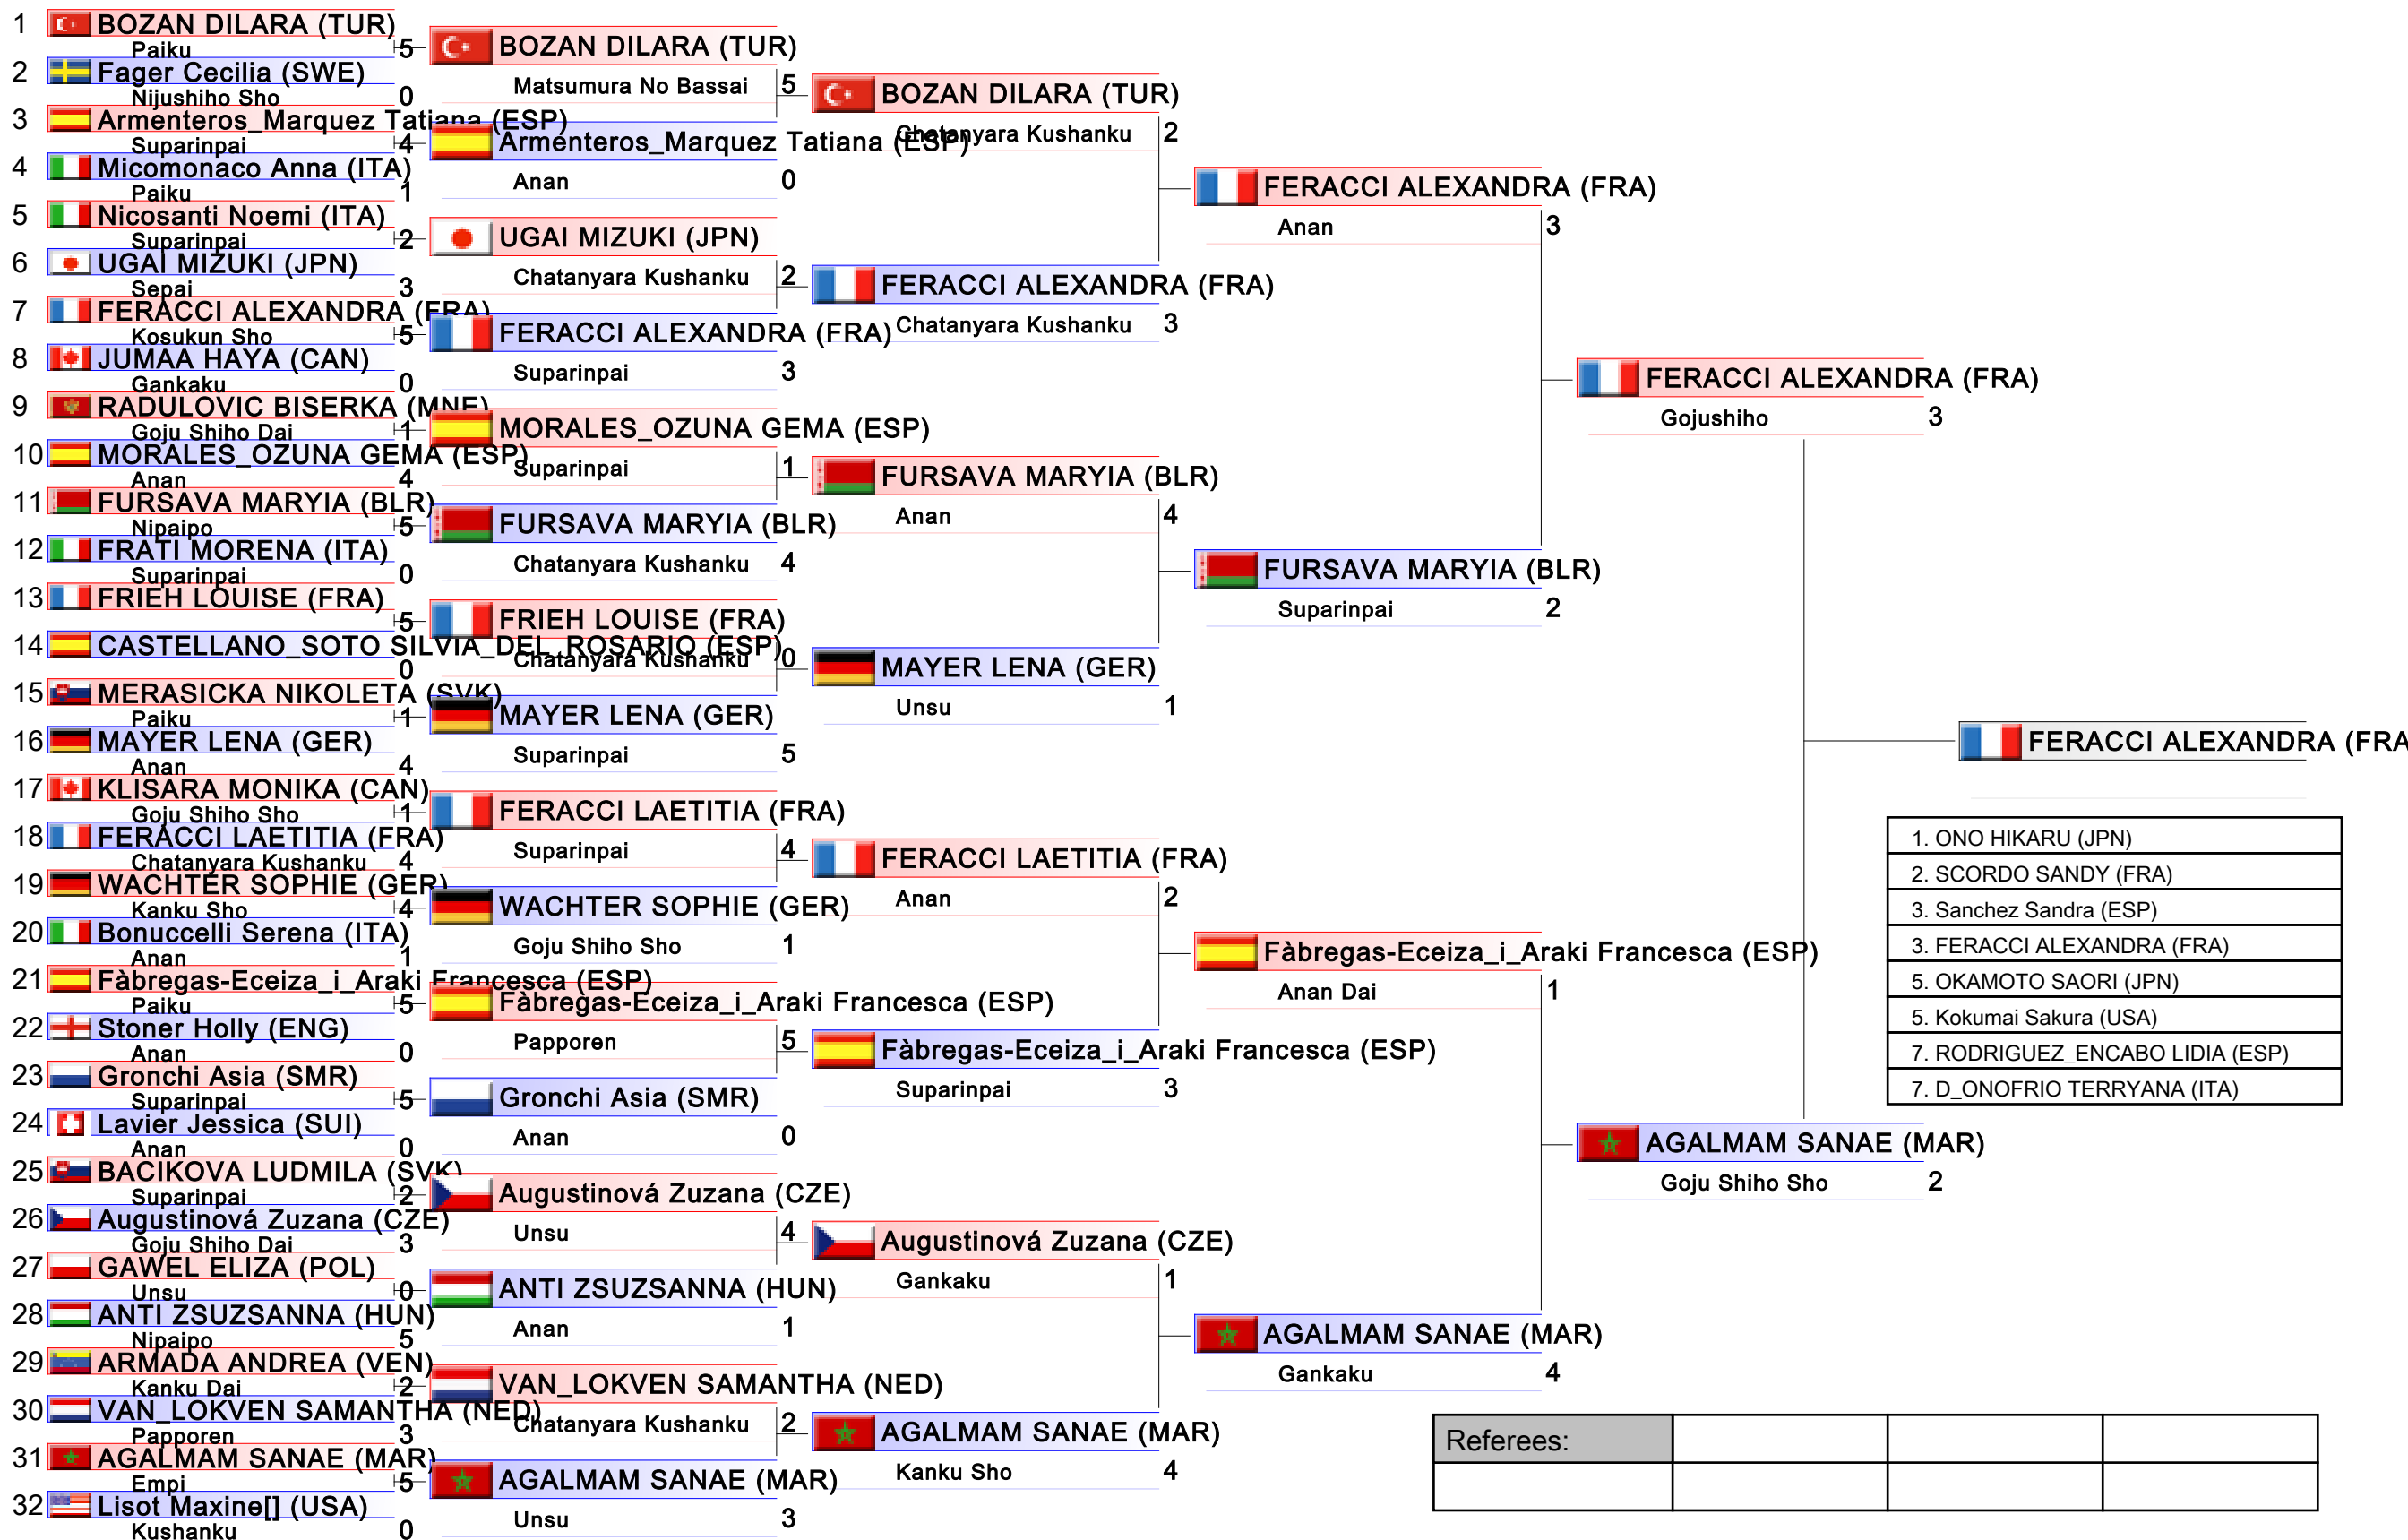 1 BOZAN DILARA (TUR)
Paiku 5
2 Fager Cecilia (SWE)
Nijushiho Sho 0
3 Armenteros_Marquez Tatiana (ESP)
Suparinpai 4
4 Micomonaco Anna (ITA)
Paiku 1
5 Nicosanti Noemi (ITA)
Suparinpai 2
6 UGAI MIZUKI (JPN)
Sepai 3
7 FERACCI ALEXANDRA (FRA)
Kosukun Sho 5
8 JUMAA HAYA (CAN)
Gankaku 0
9 RADULOVIC BISERKA (MNE)
Goju Shiho Dai 1
10 MORALES_OZUNA GEMA (ESP)
Anan 4
11 FURSAVA MARYIA (BLR)
Nipaipo 5
12 FRATI MORENA (ITA)
Suparinpai 0
13 FRIEH LOUISE (FRA)
5
14 CASTELLANO_SOTO SILVIA_DEL_ROSARIO (ESP)
0
15 MERASICKA NIKOLETA (SVK)
Paiku 1
16 MAYER LENA (GER)
Anan 4
17 KLISARA MONIKA (CAN)
Goju Shiho Sho 1
18 FERACCI LAETITIA (FRA)
Chatanyara Kushanku 4
19 WACHTER SOPHIE (GER)
Kanku Sho 4
20 Bonuccelli Serena (ITA)
Anan 1
21 Fàbregas-Eceiza_i_Araki Francesca (ESP)
Paiku 5
22 Stoner Holly (ENG)
Anan 0
23 Gronchi Asia (SMR)
Suparinpai 5
24 Lavier Jessica (SUI)
Anan 0
25 BACIKOVA LUDMILA (SVK)
Suparinpai 2
26 Augustinová Zuzana (CZE)
Goju Shiho Dai 3
27 GAWEL ELIZA (POL)
Unsu 0
28 ANTI ZSUZSANNA (HUN)
Nipaipo 5
29 ARMADA ANDREA (VEN)
Kanku Dai 2
30 VAN_LOKVEN SAMANTHA (NED)
Papporen 3
31 AGALMAM SANAE (MAR)
Empi 5
32 Lisot Maxine[] (USA)
Kushanku 0
BOZAN DILARA (TUR)
Matsumura No Bassai 5
Armenteros_Marquez Tatiana (ESP)
Anan 0
UGAI MIZUKI (JPN)
Chatanyara Kushanku 2
FERACCI ALEXANDRA (FRA)
Suparinpai 3
MORALES_OZUNA GEMA (ESP)
Suparinpai 1
FURSAVA MARYIA (BLR)
Chatanyara Kushanku 4
FRIEH LOUISE (FRA)
Chatanyara Kushanku 0
MAYER LENA (GER)
Suparinpai 5
FERACCI LAETITIA (FRA)
Suparinpai 4
WACHTER SOPHIE (GER)
Goju Shiho Sho 1
Fàbregas-Eceiza_i_Araki Francesca (ESP)
Papporen 5
Gronchi Asia (SMR)
Anan 0
Augustinová Zuzana (CZE)
Unsu 4
ANTI ZSUZSANNA (HUN)
Anan 1
VAN_LOKVEN SAMANTHA (NED)
Chatanyara Kushanku 2
AGALMAM SANAE (MAR)
Unsu 3
BOZAN DILARA (TUR)
Chatanyara Kushanku 2
FERACCI ALEXANDRA (FRA)
Chatanyara Kushanku 3
FURSAVA MARYIA (BLR)
Anan 4
MAYER LENA (GER)
Unsu 1
FERACCI LAETITIA (FRA)
Anan 2
Fàbregas-Eceiza_i_Araki Francesca (ESP)
Suparinpai 3
Augustinová Zuzana (CZE)
Gankaku 1
AGALMAM SANAE (MAR)
Kanku Sho 4
FERACCI ALEXANDRA (FRA)
Anan 3
FURSAVA MARYIA (BLR)
Suparinpai 2
Fàbregas-Eceiza_i_Araki Francesca (ESP)
Anan Dai 1
AGALMAM SANAE (MAR)
Gankaku 4
FERACCI ALEXANDRA (FRA)
Gojushiho 3
AGALMAM SANAE (MAR)
Goju Shiho Sho 2
FERACCI ALEXANDRA (FRA
1. ONO HIKARU (JPN)
2. SCORDO SANDY (FRA)
3. Sanchez Sandra (ESP)
3. FERACCI ALEXANDRA (FRA)
5. OKAMOTO SAORI (JPN)
5. Kokumai Sakura (USA)
7. RODRIGUEZ_ENCABO LIDIA (ESP)
7. D_ONOFRIO TERRYANA (ITA)
Referees: